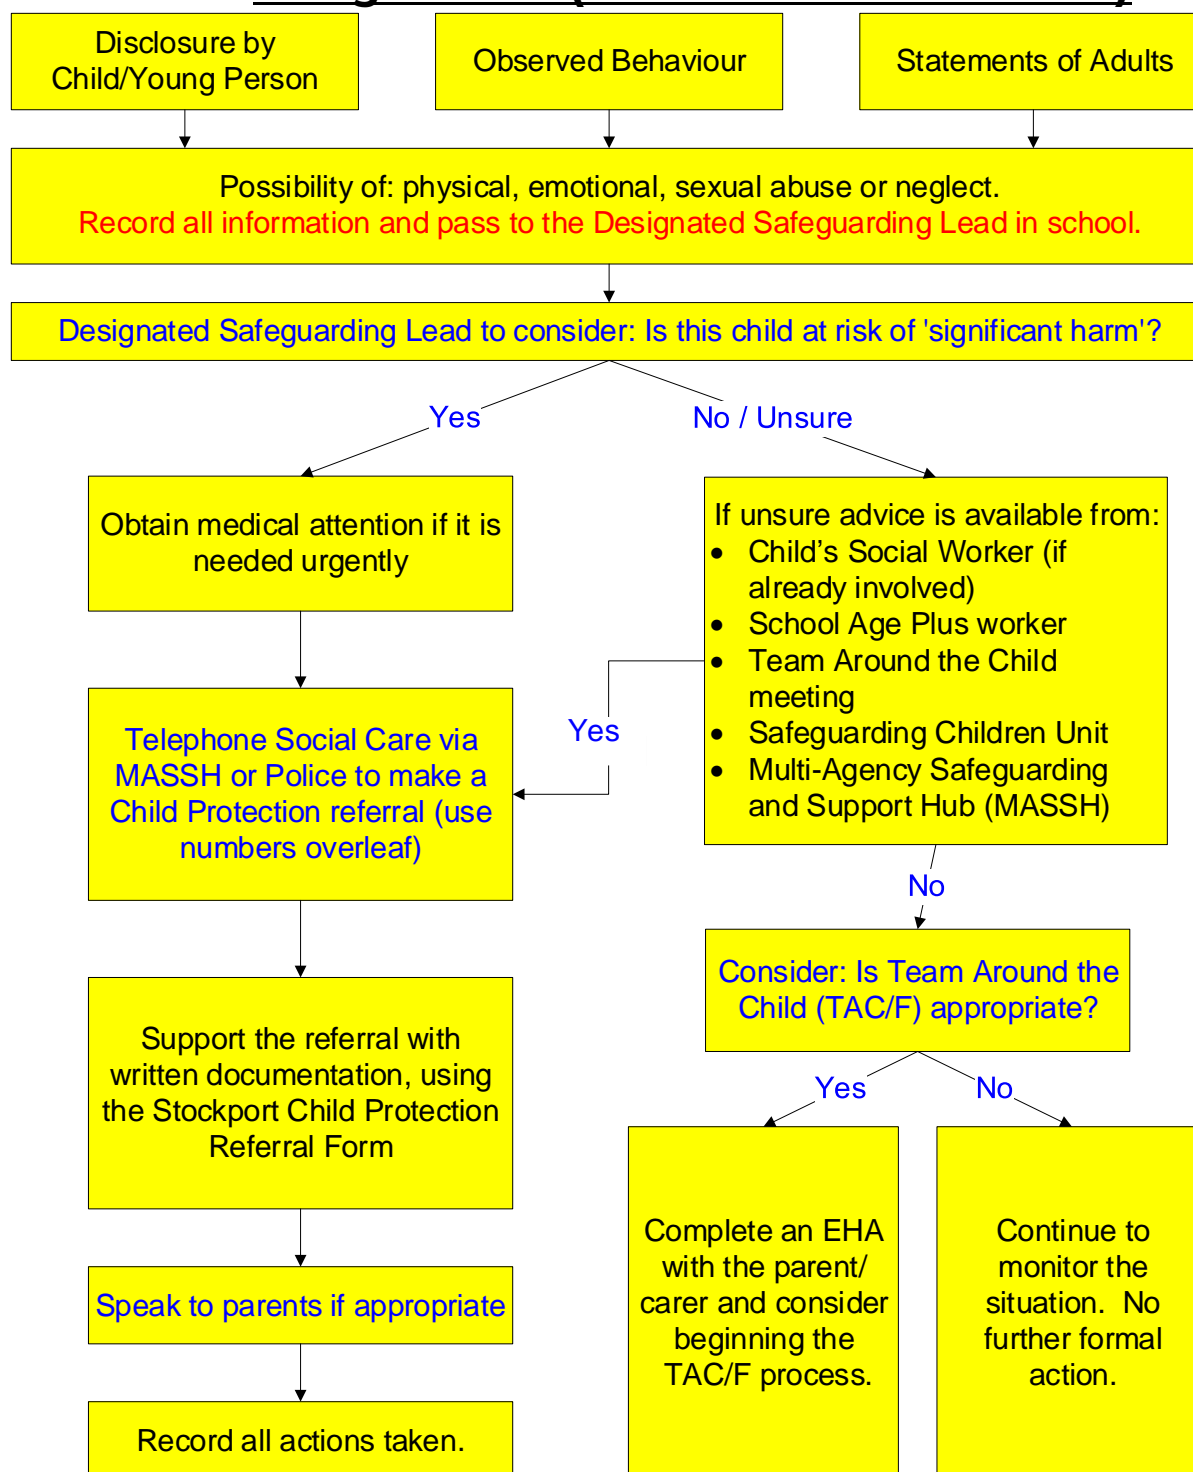 Disclosure by
Child/Young Person
Observed Behaviour
Statements of Adults
Possibility of: physical, emotional, sexual abuse or neglect.
Record all information and pass to the Designated Safeguarding Lead in school.
Designated Safeguarding Lead to consider: Is this child at risk of 'significant harm'?
Yes
No / Unsure
Obtain medical attention if it is
needed urgently
If unsure advice is available from:
• Child’s Social Worker (if
already involved)
• School Age Plus worker
• Team Around the Child
meeting
• Safeguarding Children Unit
• Multi-Agency Safeguarding
and Support Hub (MASSH)
Yes
Telephone Social Care via
MASSH or Police to make a
Child Protection referral (use
numbers overleaf)
No
Consider: Is Team Around the
Child (TAC/F) appropriate?
Support the referral with
written documentation, using
the Stockport Child Protection
Referral Form
Yes
No
Complete an EHA
with the parent/
carer and consider
beginning the
TAC/F process.
Continue to
monitor the
situation.  No
further formal
action.
Speak to parents if appropriate
Record all actions taken.